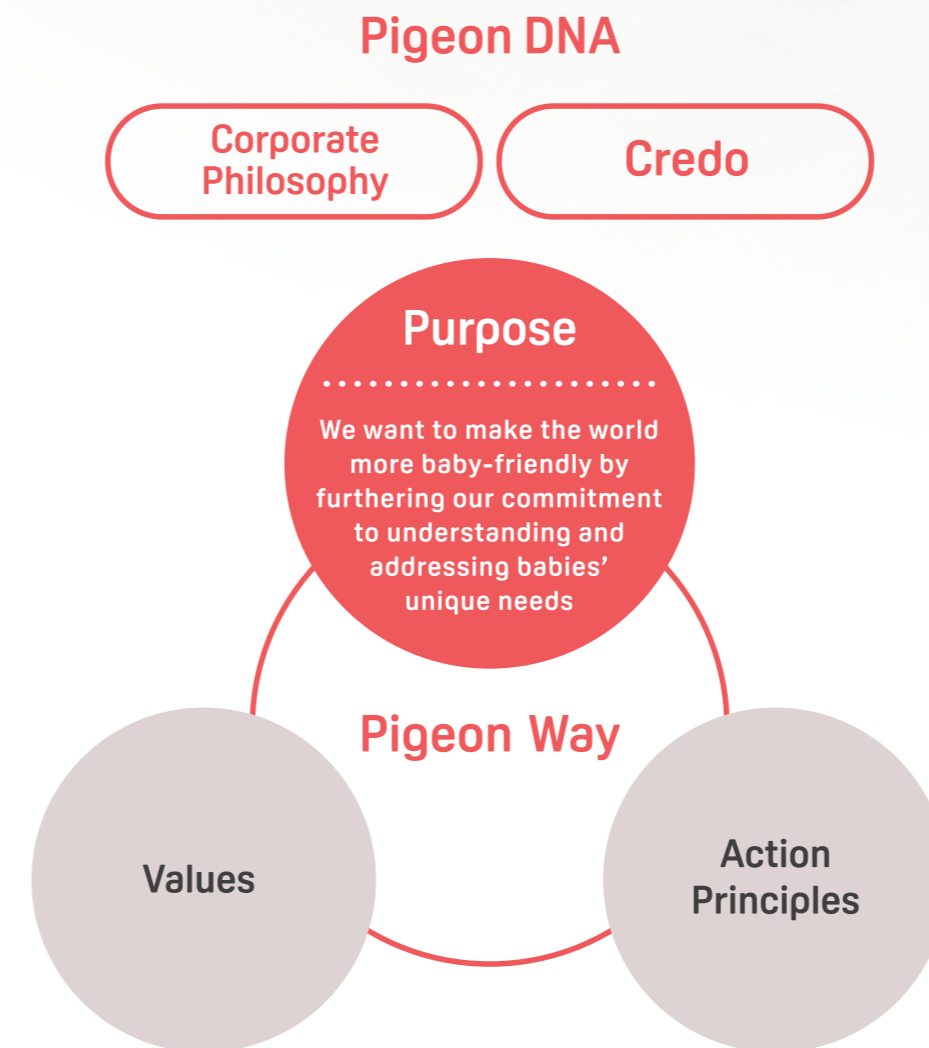 Pigeon DNA
Corporate
Philosophy
Credo
Purpose
We want to make the world
more baby-friendly by
furthering our commitment
to understanding and
addressing babies’
unique needs
Pigeon Way
Values
Action
Principles